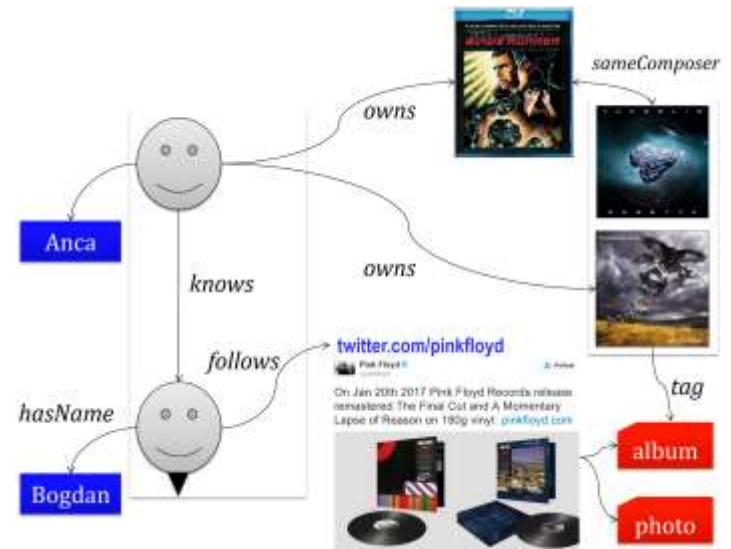 sameComposer
owns
Anca
knows
owns
follows
twitter.com/pinkfloyd
Pink Floyd
On Jan 20th 2017 Pink Floyd Records release
remastered The Final Cut and A Momentary
Lapse of Reason on 180g vinyl. pinkfloyd.com
hasName
Bogdan
tag
album
photo